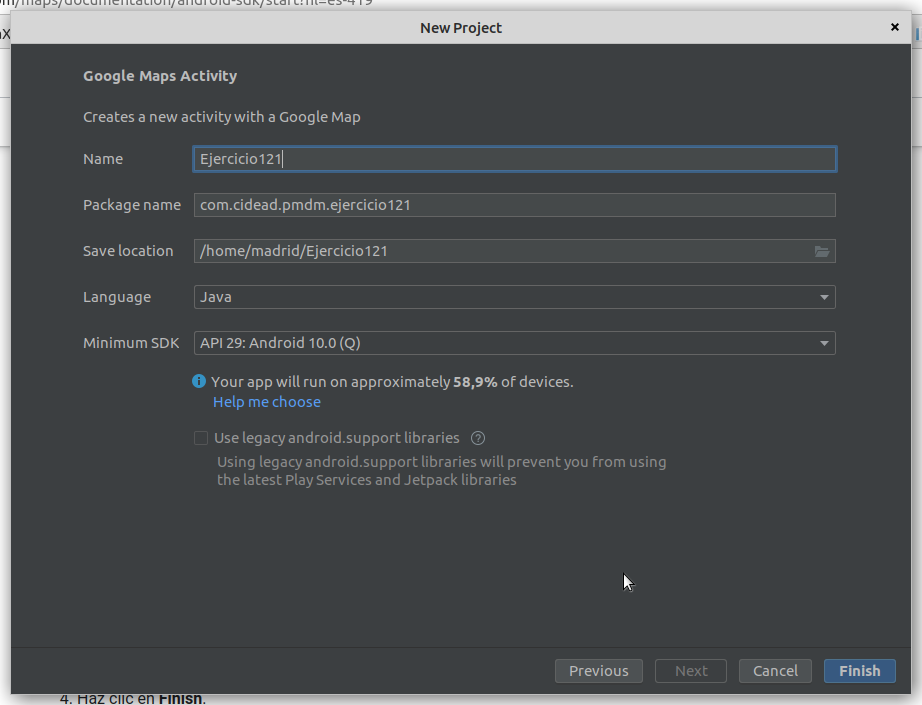 om/maps/documentation/android-sdk/start?hl=es-419
New Project
Google Maps Activity
Creates a new activity with a Google Map
Name
Ejercicio121
Package name
com.cidead.pmdm.ejercicio121
Save location
/home/madrid/Ejercicio121
Language
Java
Minimum SDK
API 29: Android 10.0 (Q)
Your app will run on approximately 58,9% of devices.
Help me choose
Use legacy android.support libraries
Using legacy android.support libraries will prevent you from using
the latest Play Services and Jetpack libraries
Previous
Next
Cancel
Finish
4. Haz clic en Finish.